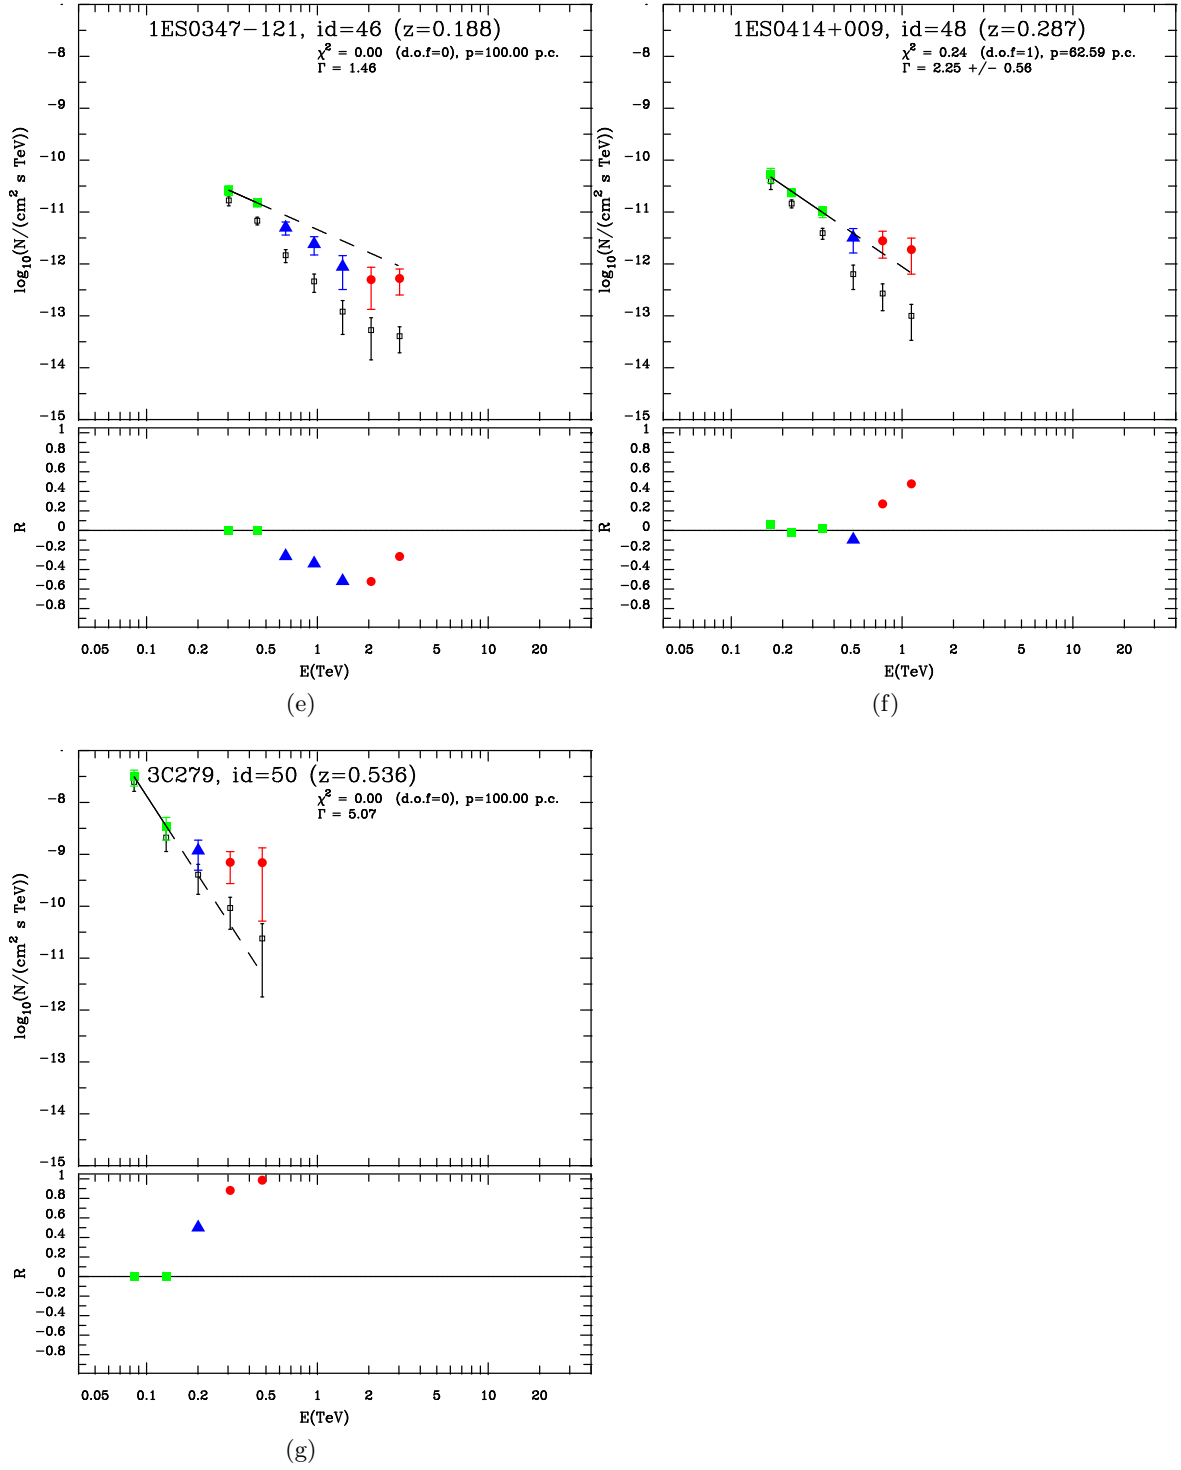 1ES0347−121, id=46 (z=0.188)
χ² = 0.00 (d.o.f=0), p=100.00 p.c.
Γ = 1.46
log₁₀(N/(cm² s TeV))
−8
−9
−10
−11
−12
−13
−14
−15
R
1
0.8
0.6
0.4
0.2
0
−0.2
−0.4
−0.6
−0.8
0.05 0.1 0.2 0.5 1 2 5 10 20
E(TeV)
(e)
1ES0414+009, id=48 (z=0.287)
χ² = 0.24 (d.o.f=1), p=62.59 p.c.
Γ = 2.25 +/− 0.56
log₁₀(N/(cm² s TeV))
−8
−9
−10
−11
−12
−13
−14
−15
R
1
0.8
0.6
0.4
0.2
0
−0.2
−0.4
−0.6
−0.8
0.05 0.1 0.2 0.5 1 2 5 10 20
E(TeV)
(f)
3C279, id=50 (z=0.536)
χ² = 0.00 (d.o.f=0), p=100.00 p.c.
Γ = 5.07
log₁₀(N/(cm² s TeV))
−8
−9
−10
−11
−12
−13
−14
−15
R
1
0.8
0.6
0.4
0.2
0
−0.2
−0.4
−0.6
−0.8
0.05 0.1 0.2 0.5 1 2 5 10 20
E(TeV)
(g)